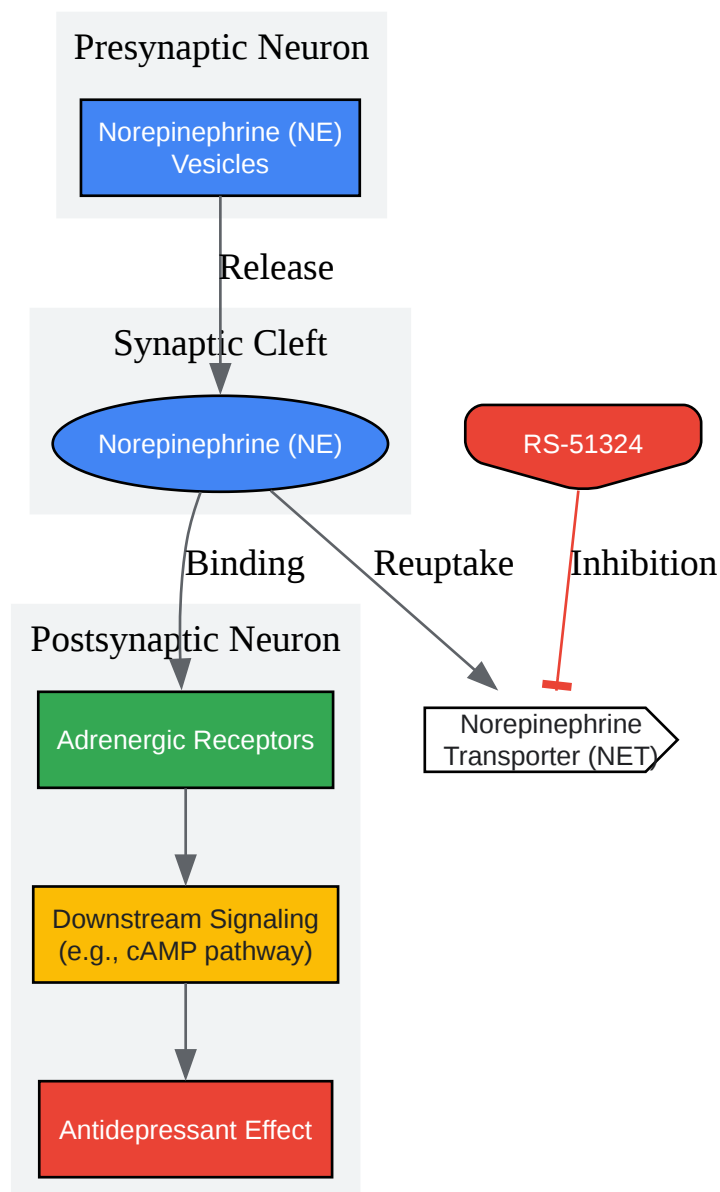 Presynaptic Neuron
Norepinephrine (NE)
Vesicles
Release
Synaptic Cleft
Norepinephrine (NE)
RS-51324
Binding
Reuptake
Inhibition
Postsynaptic Neuron
Adrenergic Receptors
Norepinephrine
Transporter (NET)
Downstream Signaling
(e.g., cAMP pathway)
Antidepressant Effect